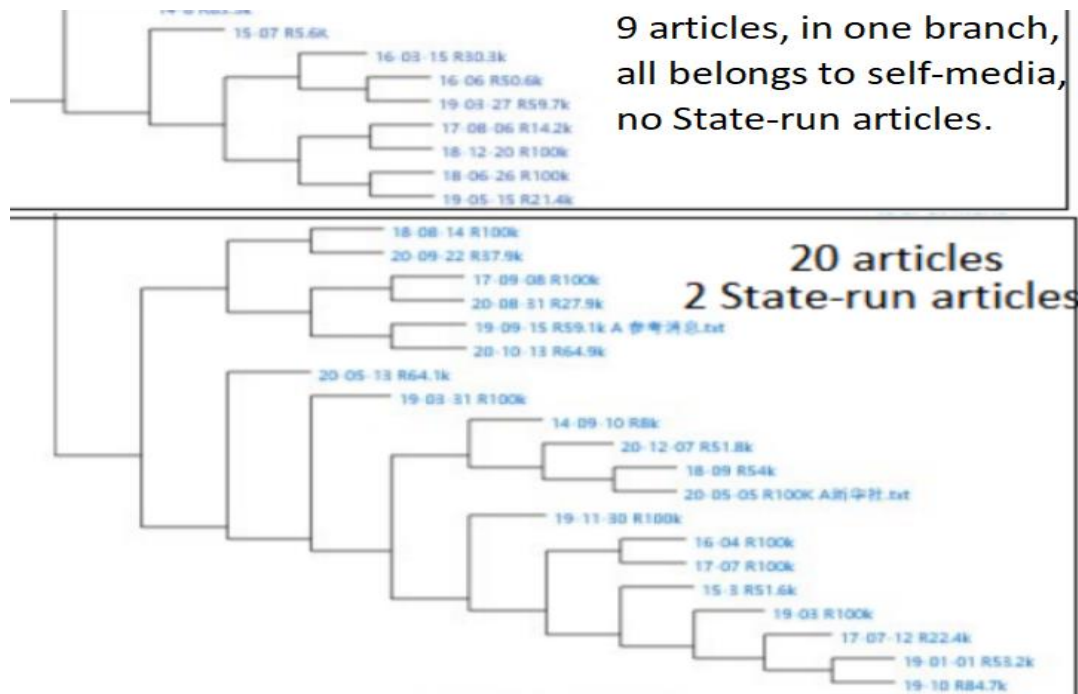 9 articles, in one branch,
all belongs to self-media,
no State-run articles.
15-07 R5.6K
16-03-15 R30.3k
16-06 R50.6k
19-03-27 R59.7k
17-08-06 R14.2k
18-12-20 R100k
18-06-26 R100k
19-05-15 R21.4k
20 articles
2 State-run articles
18-08-14 R100k
20-09-22 R37.9k
17-09-08 R100k
20-08-31 R27.9k
19-09-15 R59.1k A 参考消息.txt
20-10-13 R64.9k
20-05-13 R64.1k
19-03-31 R100k
14-09-10 R8k
20-12-07 R51.8k
18-09 R54k
20-05-05 R100K A新华社.txt
19-11-30 R100k
16-04 R100k
17-07 R100k
15-3 R51.6k
19-03 R100k
17-07-12 R22.4k
19-01-01 R53.2k
19-10 R84.7k